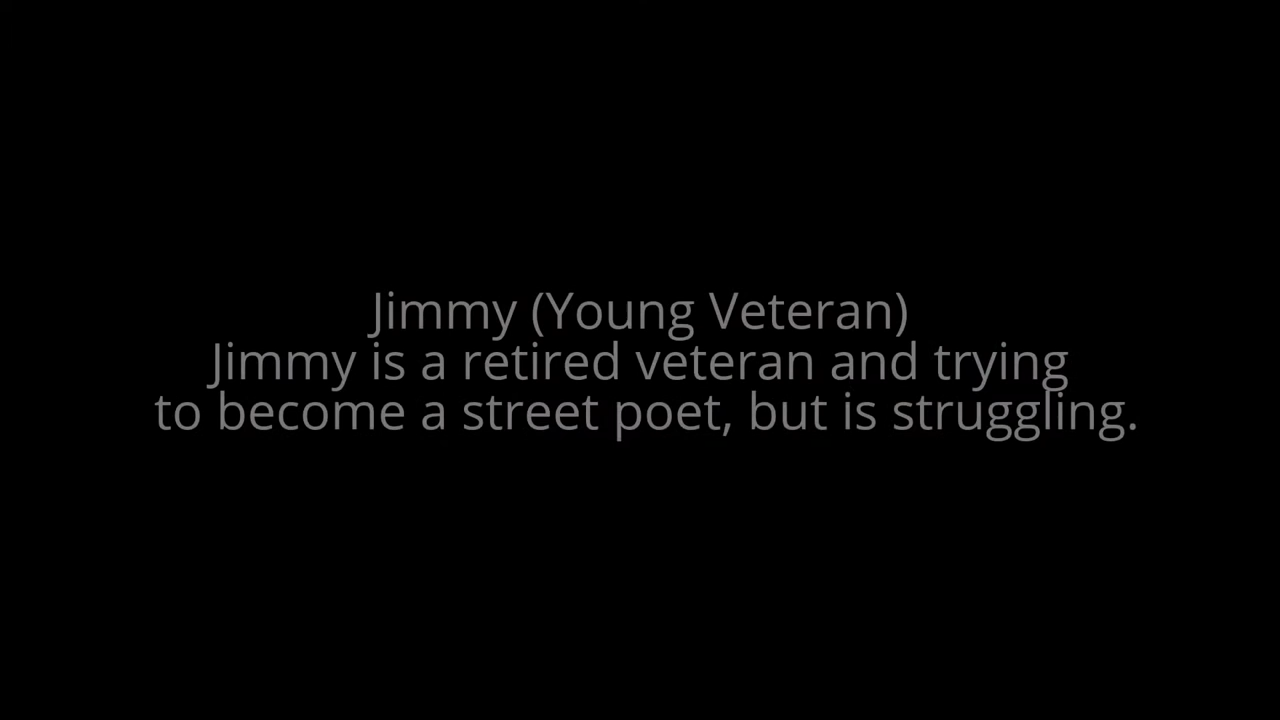 Jimmy (Young Veteran)
Jimmy is a retired veteran and trying
to become a street poet, but is struggling.